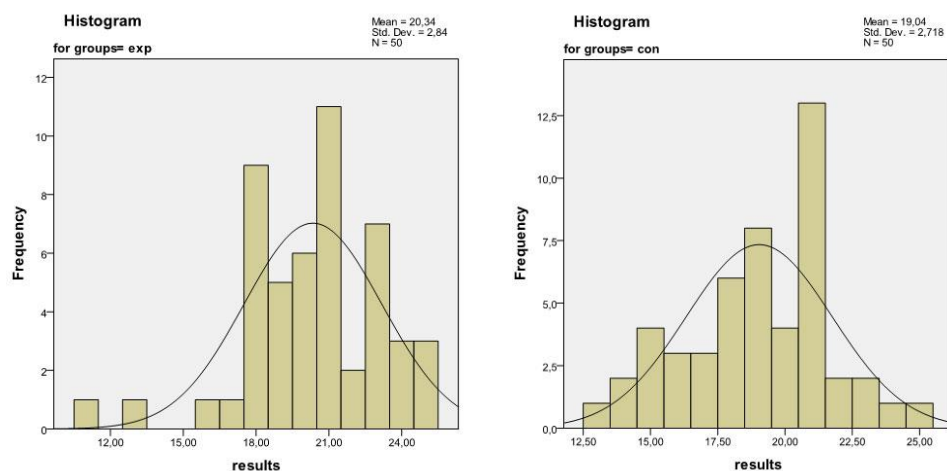 Histogram
Mean = 20,34
Std. Dev. = 2,84
N = 50
for groups= exp
12
10
8
6
4
2
0
Frequency
12,00 15,00 18,00 21,00 24,00
results
Histogram
Mean = 19,04
Std. Dev. = 2,718
N = 50
for groups= con
12,5
10,0
7,5
5,0
2,5
0,0
Frequency
12,50 15,00 17,50 20,00 22,50 25,00
results